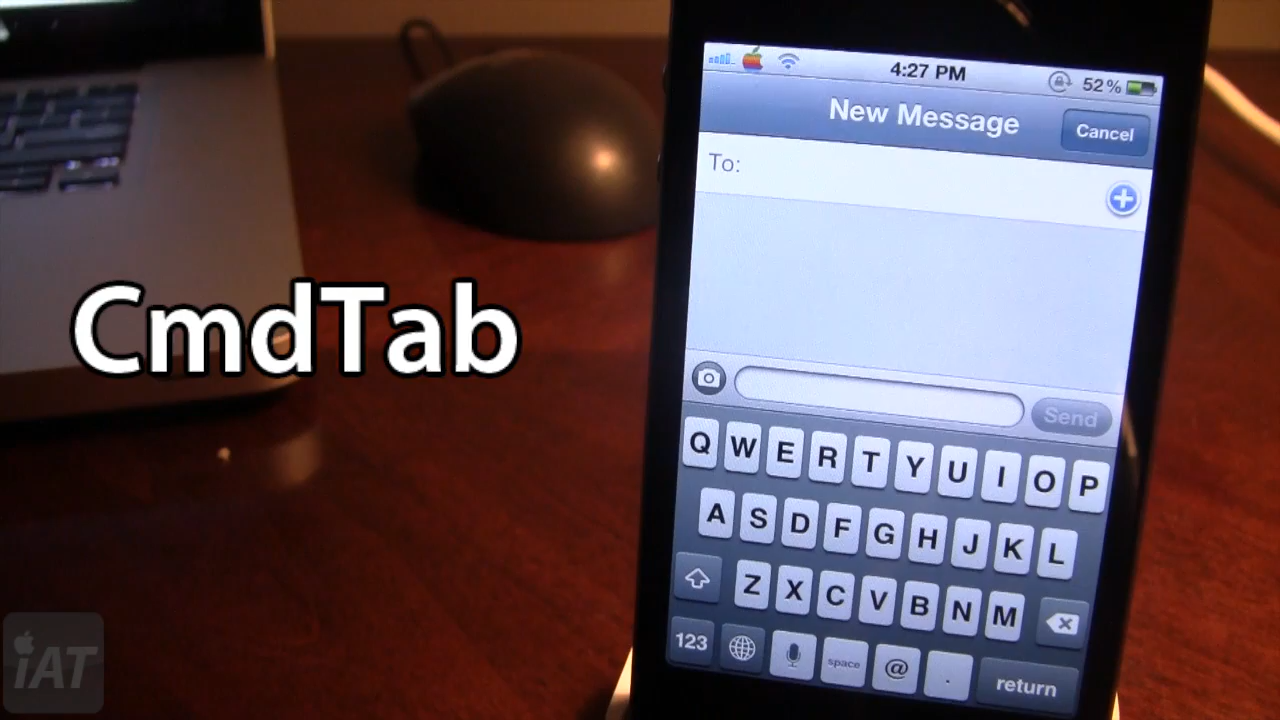 4:27 PM
52%
New Message
Cancel
To:
CmdTab
Send
Q W E R T Y U I O P
A S D F G H J K L
Z X C V B N M
123
space
@
.
return
iAT